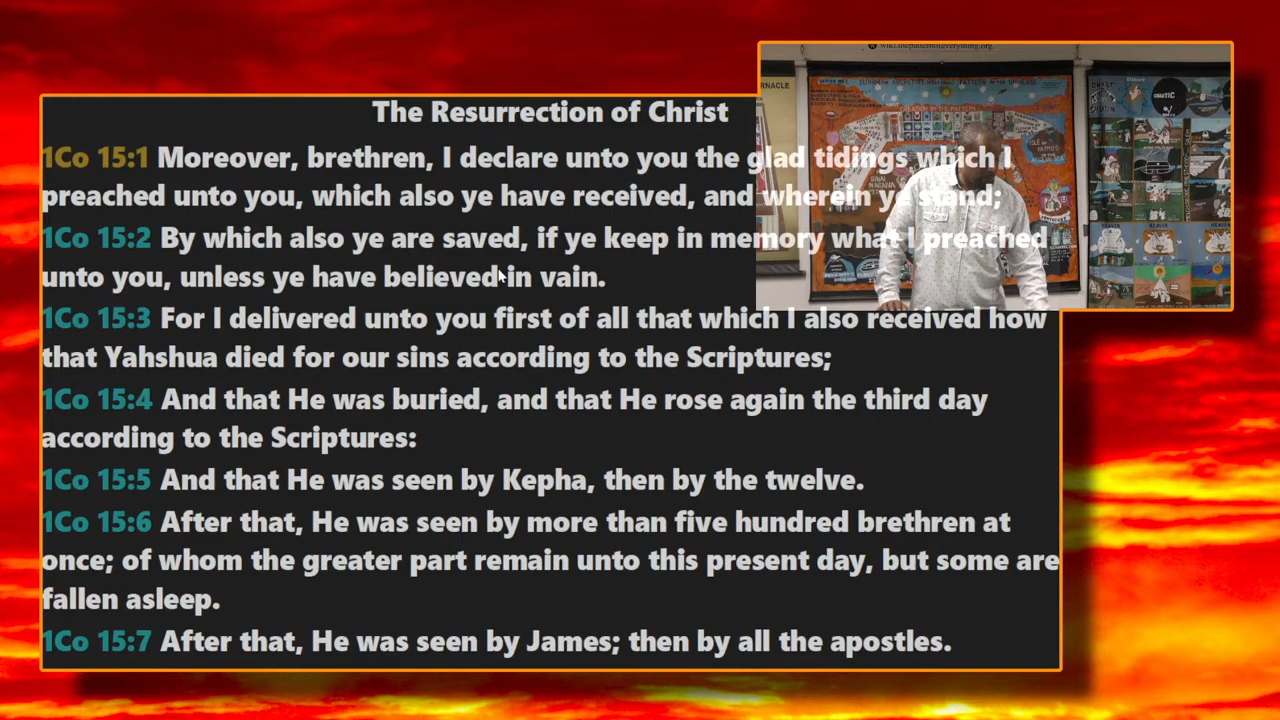 wiki.thepatternofeverything.org
The Resurrection of Christ
1Co 15:1 Moreover, brethren, I declare unto you the glad tidings which I
preached unto you, which also ye have received, and wherein ye stand;
1Co 15:2 By which also ye are saved, if ye keep in memory what I preached
unto you, unless ye have believed in vain.
1Co 15:3 For I delivered unto you first of all that which I also received how
that Yahshua died for our sins according to the Scriptures;
1Co 15:4 And that He was buried, and that He rose again the third day
according to the Scriptures:
1Co 15:5 And that He was seen by Kepha, then by the twelve.
1Co 15:6 After that, He was seen by more than five hundred brethren at
once; of whom the greater part remain unto this present day, but some are
fallen asleep.
1Co 15:7 After that, He was seen by James; then by all the apostles.
ISLE of
PATMOS
SINAI